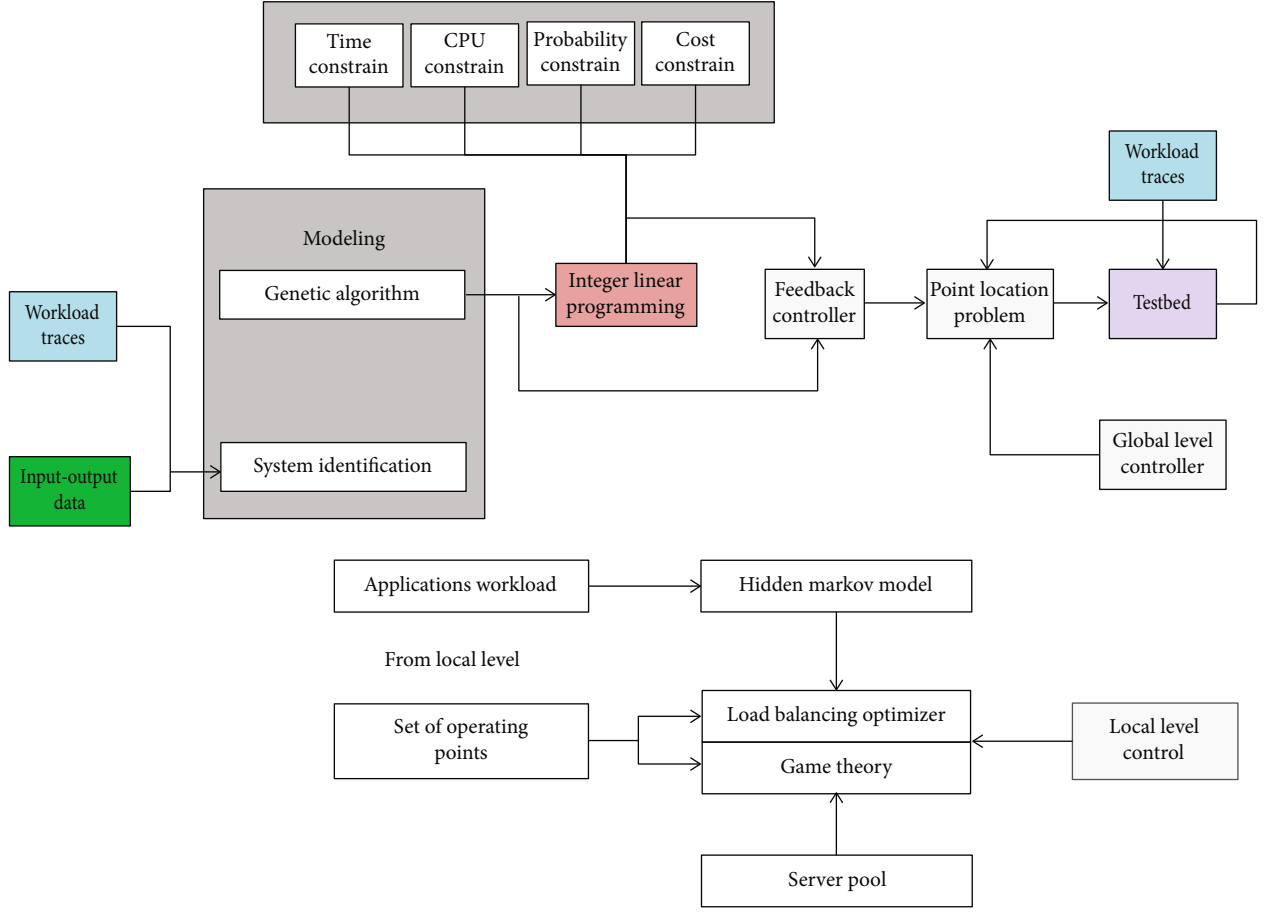 Time
constrain
CPU
constrain
Probability
constrain
Cost
constrain
Workload
traces
Modeling
Genetic algorithm
Integer linear
programming
Feedback
controller
Point location
problem
Testbed
Workload
traces
Global level
controller
System identification
Input-output
data
Applications workload
Hidden markov model
From local level
Set of operating
points
Load balancing optimizer
Game theory
Local level
control
Server pool